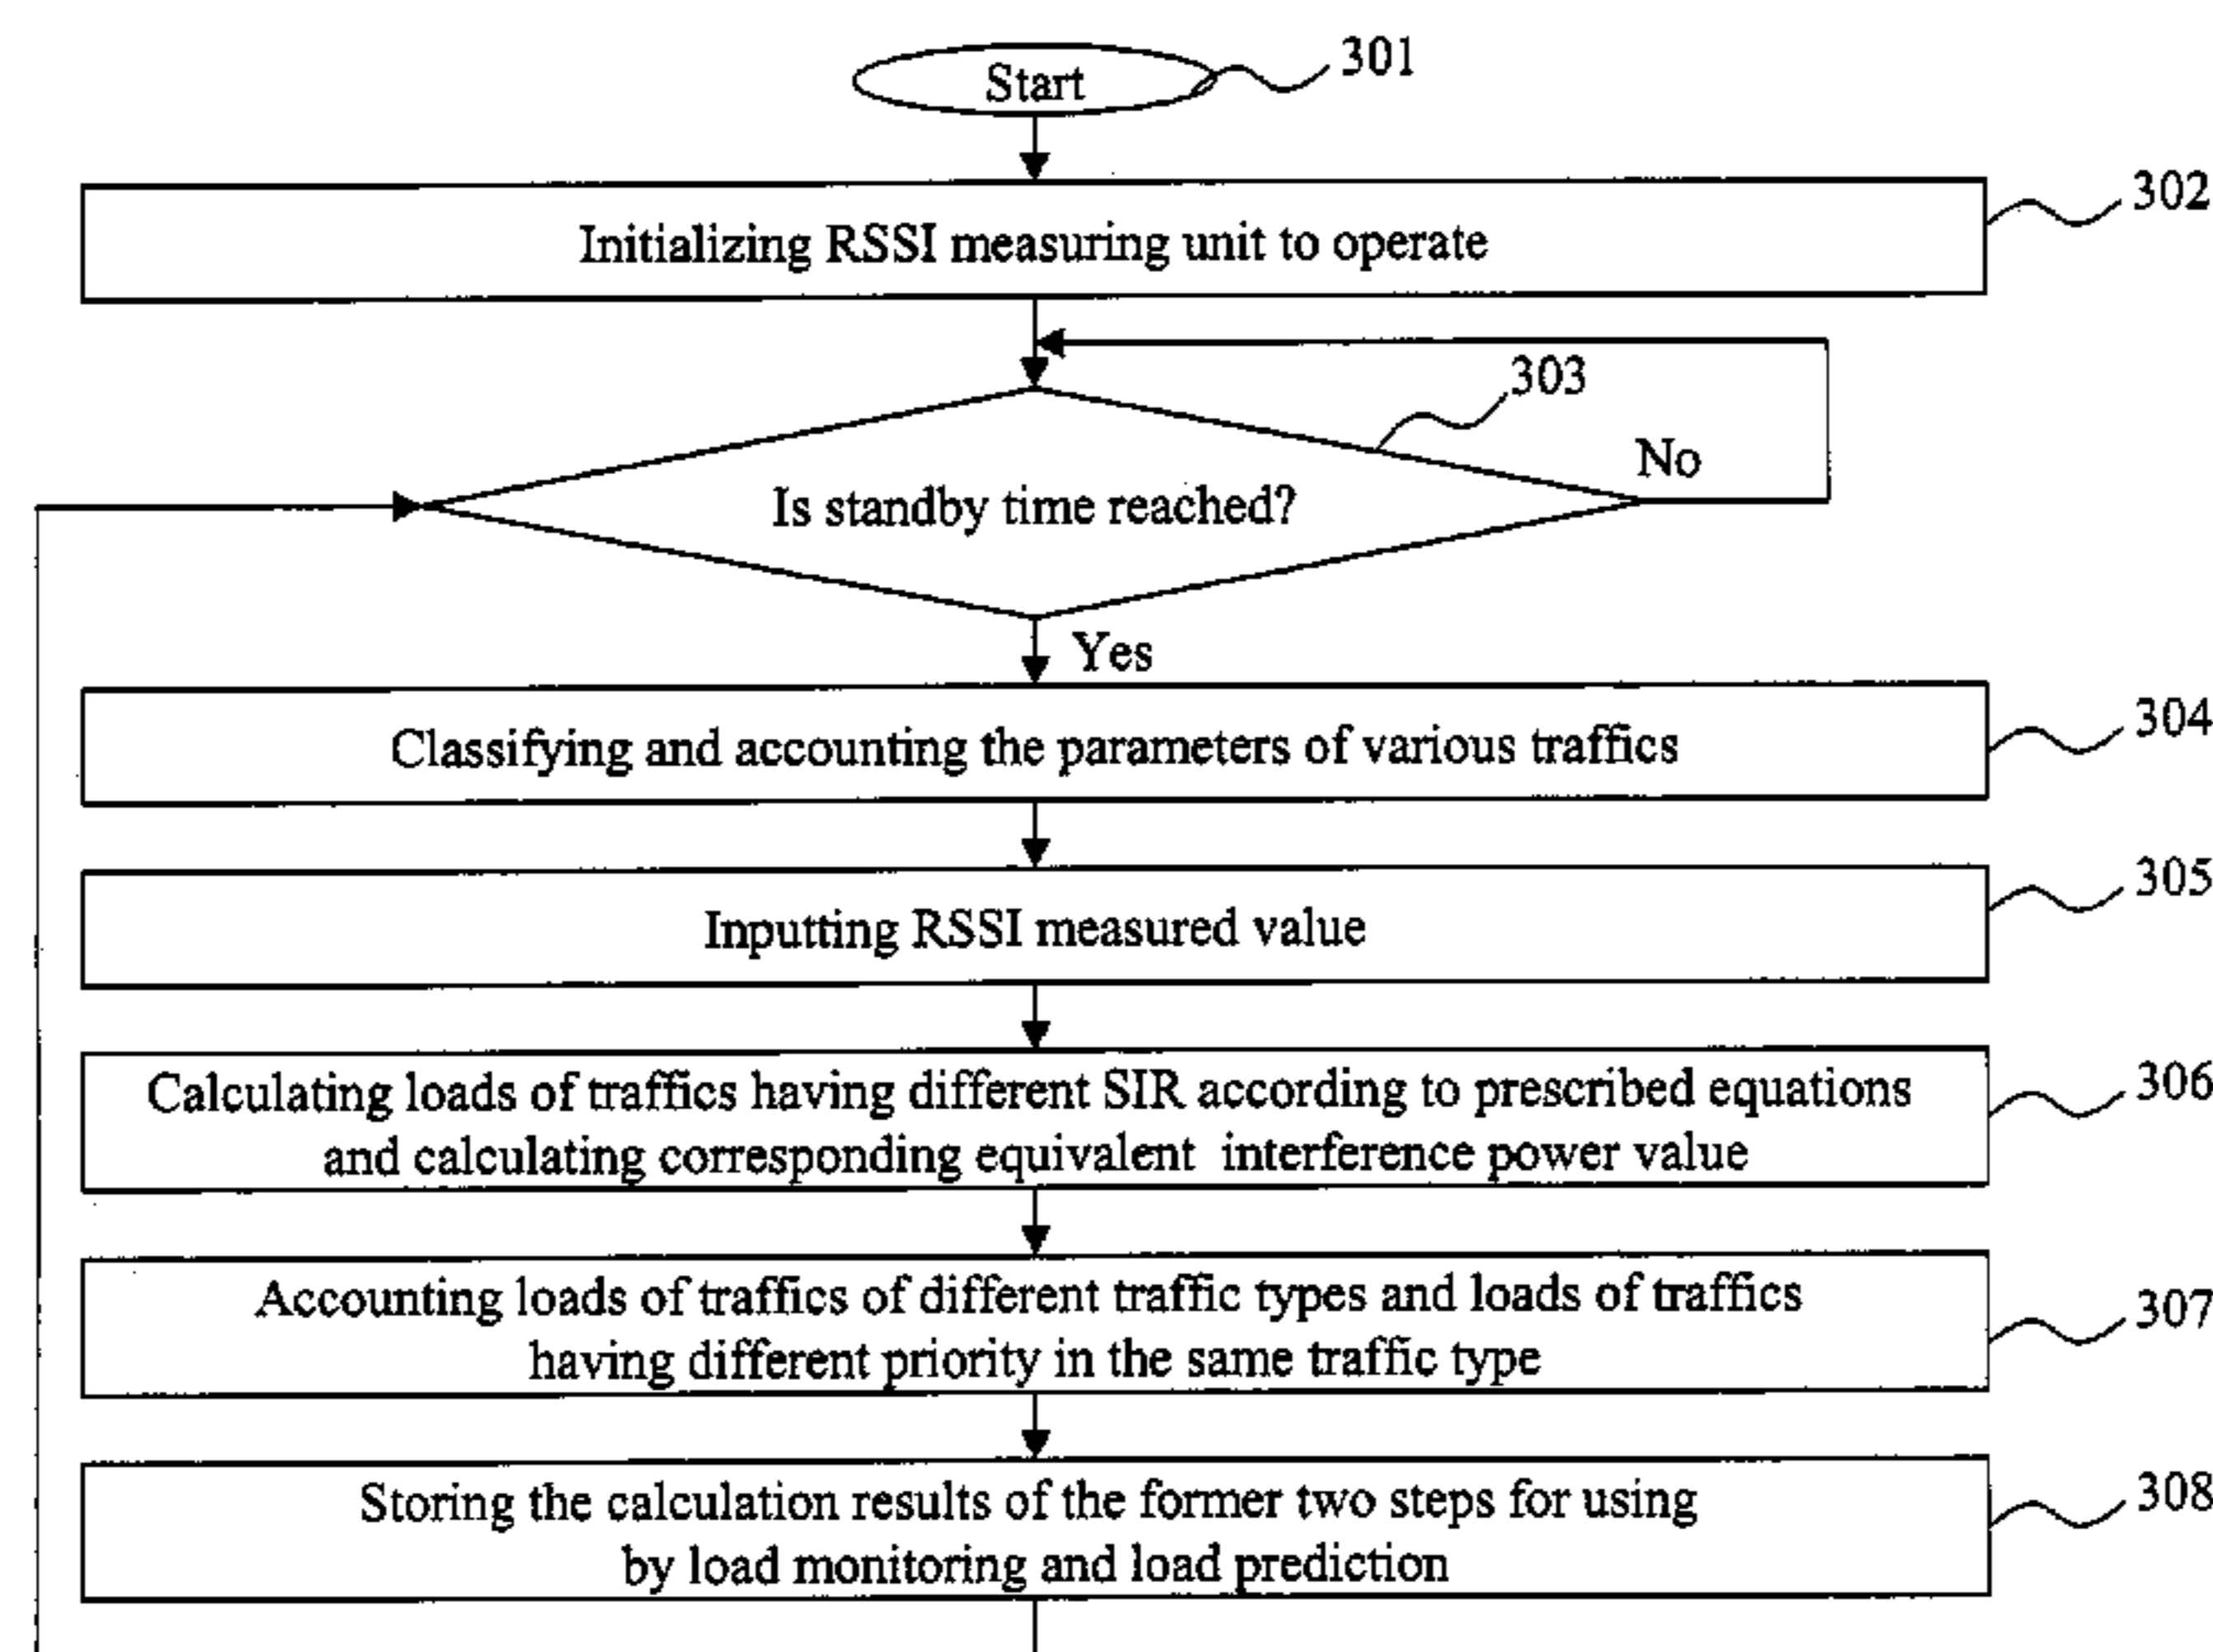 Start
301
Initializing RSSI measuring unit to operate
302
303
No
Is standby time reached?
Yes
Classifying and accounting the parameters of various traffics
304
Inputting RSSI measured value
305
Calculating loads of traffics having different SIR according to prescribed equations
and calculating corresponding equivalent interference power value
306
Accounting loads of traffics of different traffic types and loads of traffics
having different priority in the same traffic type
307
Storing the calculation results of the former two steps for using
by load monitoring and load prediction
308